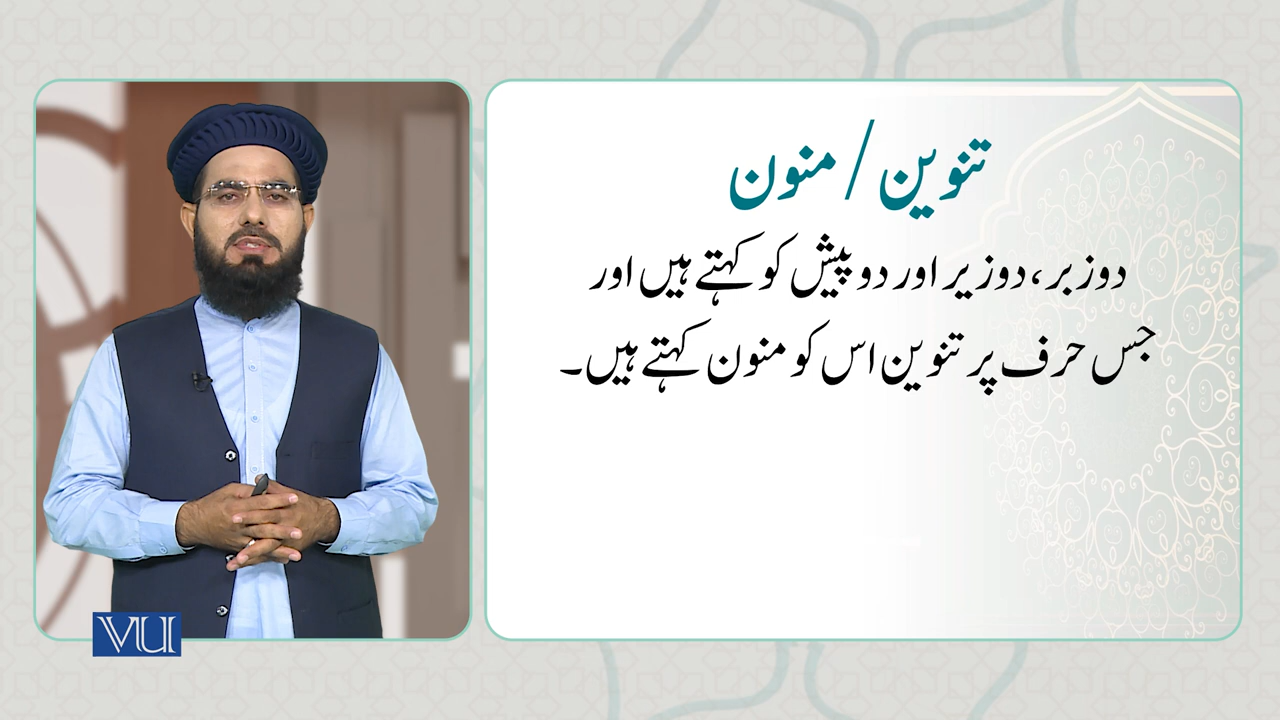 تنوین / منون
دو زبر، دو زیر اور دو پیش کو کہتے ہیں اور
جس حرف پر تنوین اس کو منون کہتے ہیں۔
VU